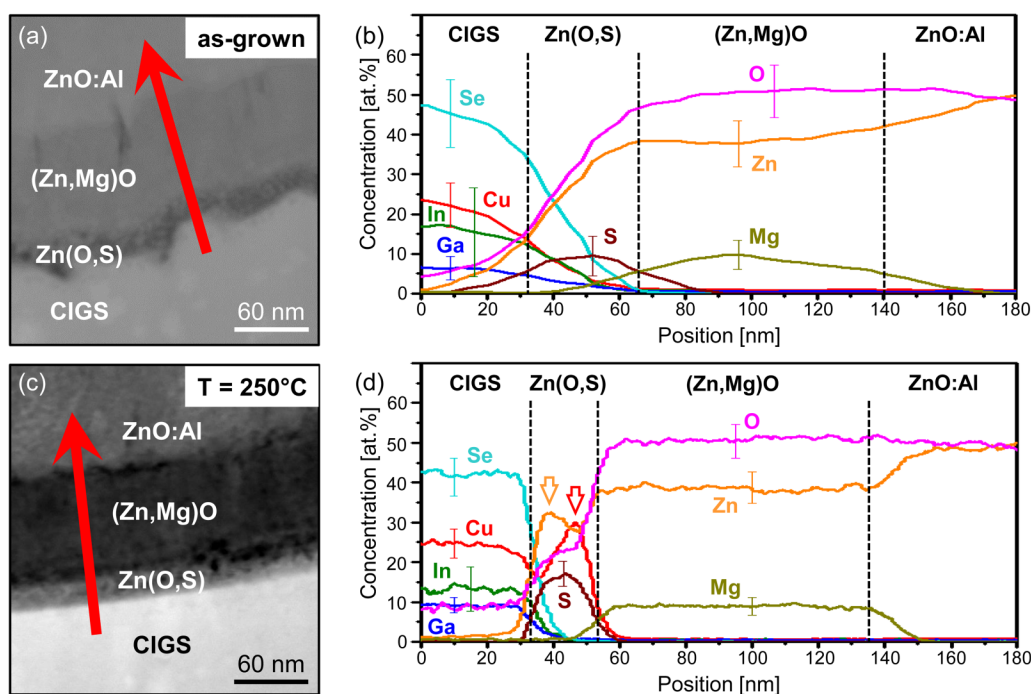 (a)
as-grown
ZnO:Al
(Zn,Mg)O
Zn(O,S)
CIGS
60 nm
(b)
CIGS Zn(O,S) (Zn,Mg)O ZnO:Al
Concentration [at.%]
70
60
50
40
30
20
10
0
Se
Cu
In
Ga
S
O
Zn
Mg
0 20 40 60 80 100 120 140 160 180
Position [nm]
(c)
T = 250°C
ZnO:Al
(Zn,Mg)O
Zn(O,S)
CIGS
60 nm
(d)
CIGS Zn(O,S) (Zn,Mg)O ZnO:Al
Concentration [at.%]
70
60
50
40
30
20
10
0
Se
Cu
In
Ga
S
O
Zn
Mg
0 20 40 60 80 100 120 140 160 180
Position [nm]